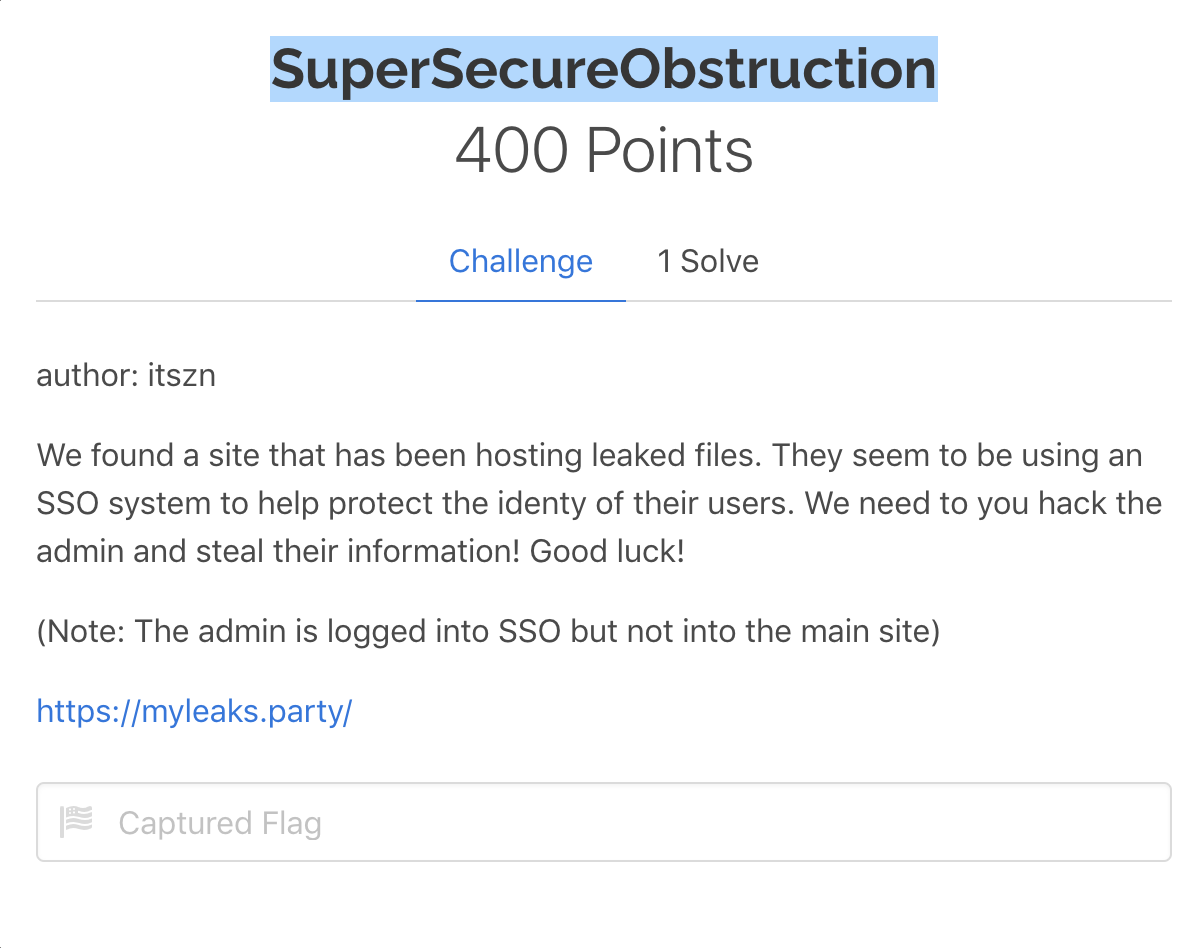 SuperSecureObstruction
400 Points
Challenge
1 Solve
author: itszn
We found a site that has been hosting leaked files. They seem to be using an
SSO system to help protect the identy of their users. We need to you hack the
admin and steal their information! Good luck!
(Note: The admin is logged into SSO but not into the main site)
https://myleaks.party/
Captured Flag